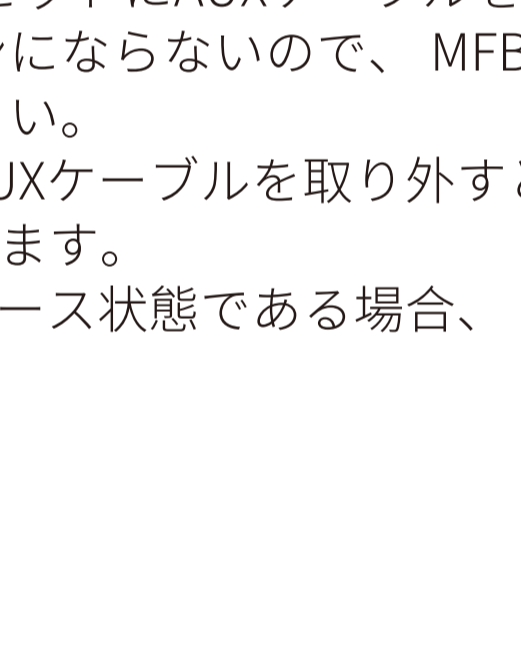 にならないので、 MFB
い。
UXケーブルを取り外す
ます。
ース状態である場合、